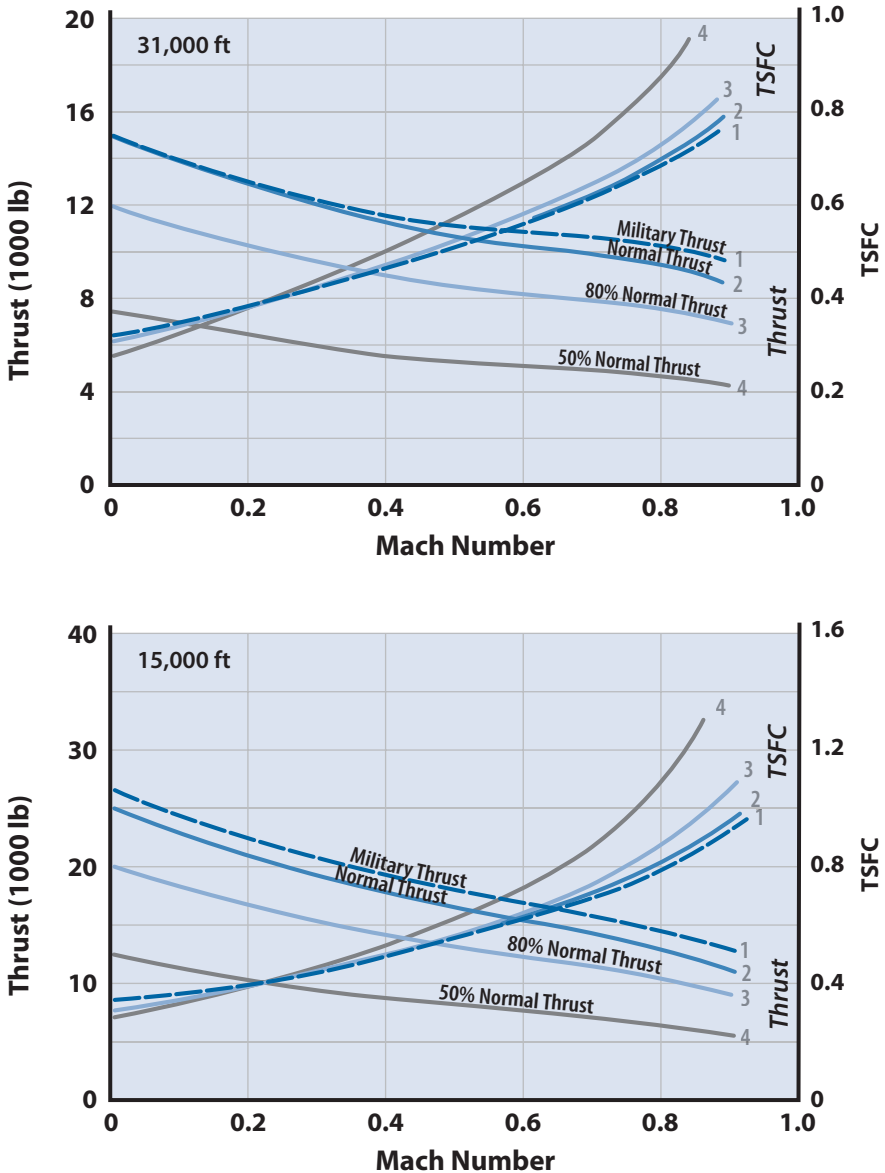 20
31,000 ft
16
12
8
4
0
Thrust (1000 lb)
1.0
0.8
0.6
0.4
0.2
0
TSFC
4
TSFC
3
2
1
Military Thrust
1
Normal Thrust
2
80% Normal Thrust
3
Thrust
50% Normal Thrust
4
0
0.2
0.4
0.6
0.8
1.0
Mach Number
40
15,000 ft
30
20
10
0
Thrust (1000 lb)
1.6
1.2
0.8
0.4
0
TSFC
4
TSFC
3
2
1
Military Thrust
Normal Thrust
1
80% Normal Thrust
2
50% Normal Thrust
3
Thrust
4
0
0.2
0.4
0.6
0.8
1.0
Mach Number